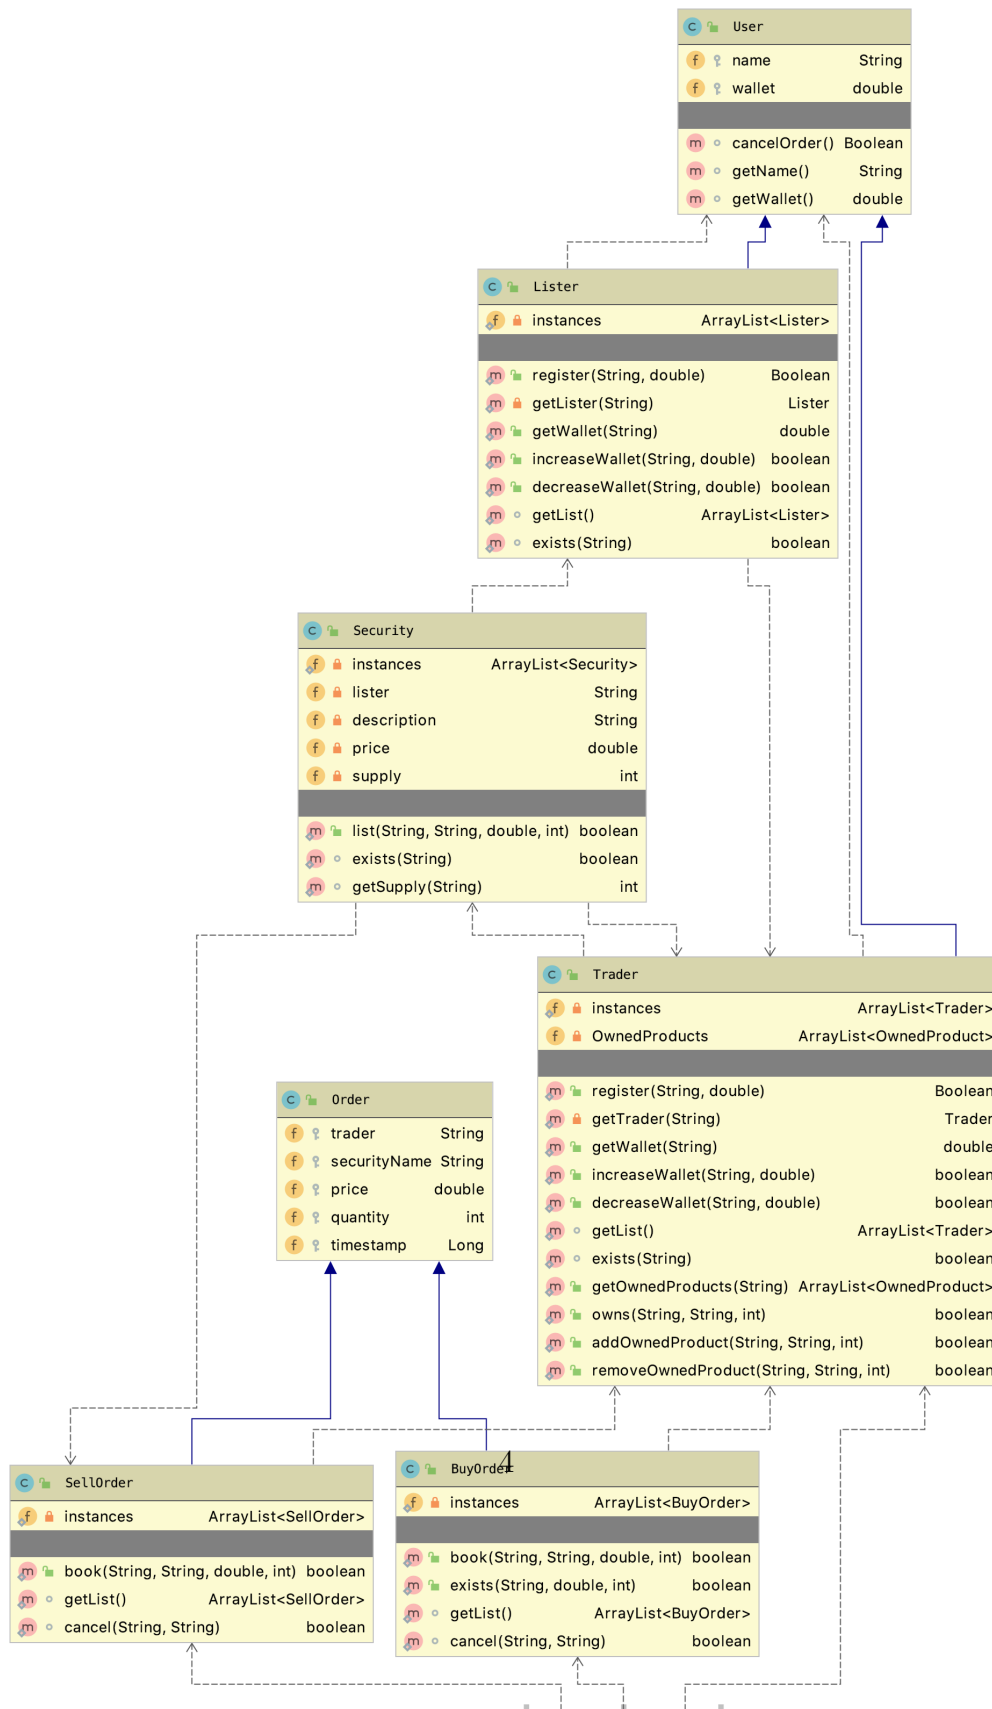 User
name String
wallet double
cancelOrder() Boolean
getName() String
getWallet() double
Lister
instances ArrayList<Lister>
register(String, double) Boolean
getLister(String) Lister
getWallet(String) double
increaseWallet(String, double) boolean
decreaseWallet(String, double) boolean
getList() ArrayList<Lister>
exists(String) boolean
Security
instances ArrayList<Security>
lister String
description String
price double
supply int
list(String, String, double, int) boolean
exists(String) boolean
getSupply(String) int
Trader
instances ArrayList<Trader>
OwnedProducts ArrayList<OwnedProduct>
register(String, double) Boolean
getTrader(String) Trader
getWallet(String) double
increaseWallet(String, double) boolean
decreaseWallet(String, double) boolean
getList() ArrayList<Trader>
exists(String) boolean
getOwnedProducts(String) ArrayList<OwnedProduct>
owns(String, String, int) boolean
addOwnedProduct(String, String, int) boolean
removeOwnedProduct(String, String, int) boolean
Order
trader String
securityName String
price double
quantity int
timestamp Long
SellOrder
instances ArrayList<SellOrder>
book(String, String, double, int) boolean
getList() ArrayList<SellOrder>
cancel(String, String) boolean
BuyOrder
4
instances ArrayList<BuyOrder>
book(String, String, double, int) boolean
exists(String, double, int) boolean
getList() ArrayList<BuyOrder>
cancel(String, String) boolean